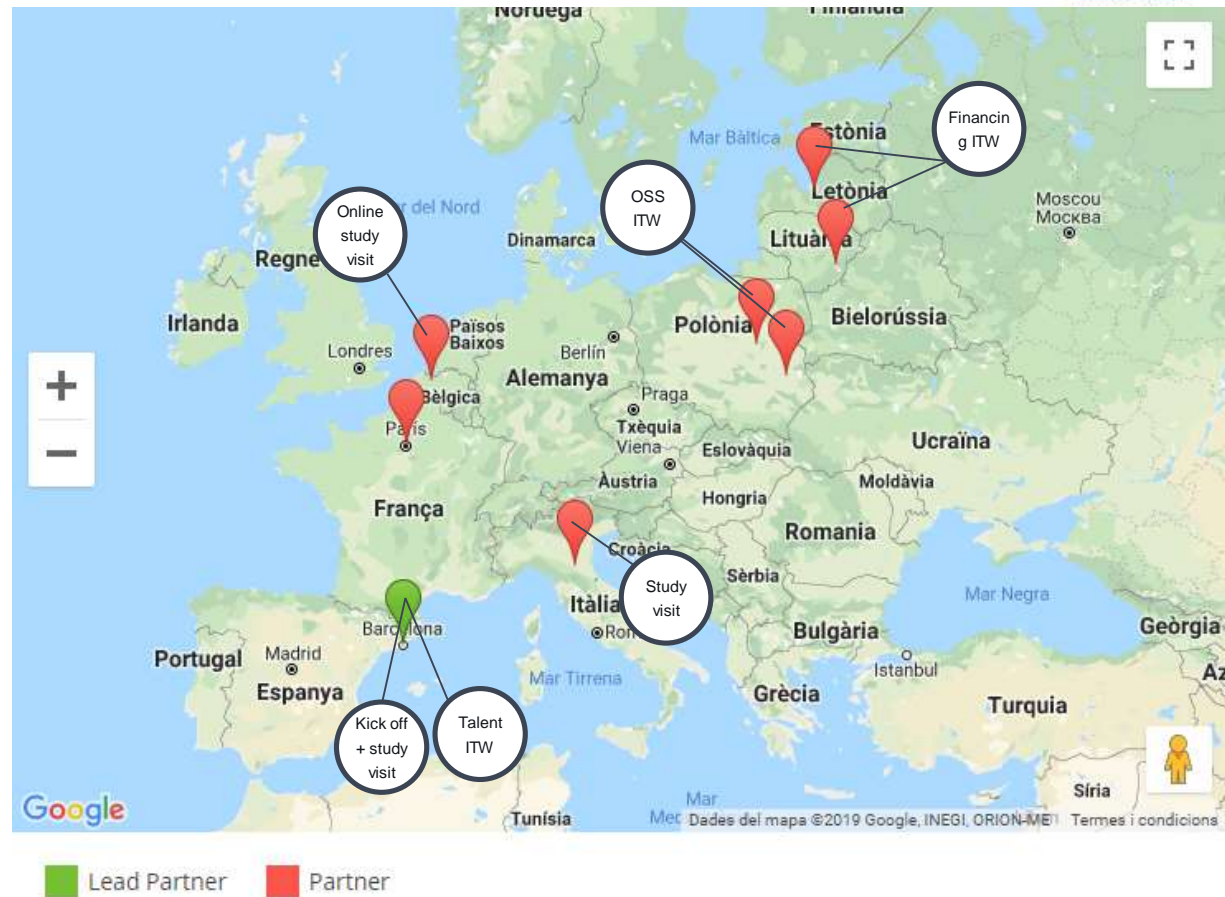 Noruega
Finlàndia
Estònia
Mar Bàltica
Financin
g ITW
Letònia
Moscou
Москва
OSS
ITW
Online
study
visit
del Nord
Dinamarca
Lituània
Regne
Irlanda
Països
Baixos
Polònia
Bielorússia
Londres
Berlín
Alemanya
Bèlgica
Praga
París
Txèquia
Ucraïna
Viena
Eslovàquia
Àustria
Moldàvia
Hongria
França
Romania
Croàcia
Sèrbia
Study
visit
Mar Negra
Itàlia
Barcelona
Bulgària
Geòrgia
Portugal
Madrid
Istanbul
Espanya
Mar Tirrena
Grècia
Turquia
Kick off
+ study
visit
Talent
ITW
Síria
Google
Tunísia
Mar
Dades del mapa ©2019 Google, INEGI, ORION-ME
Termes i condicions
Lead Partner
Partner